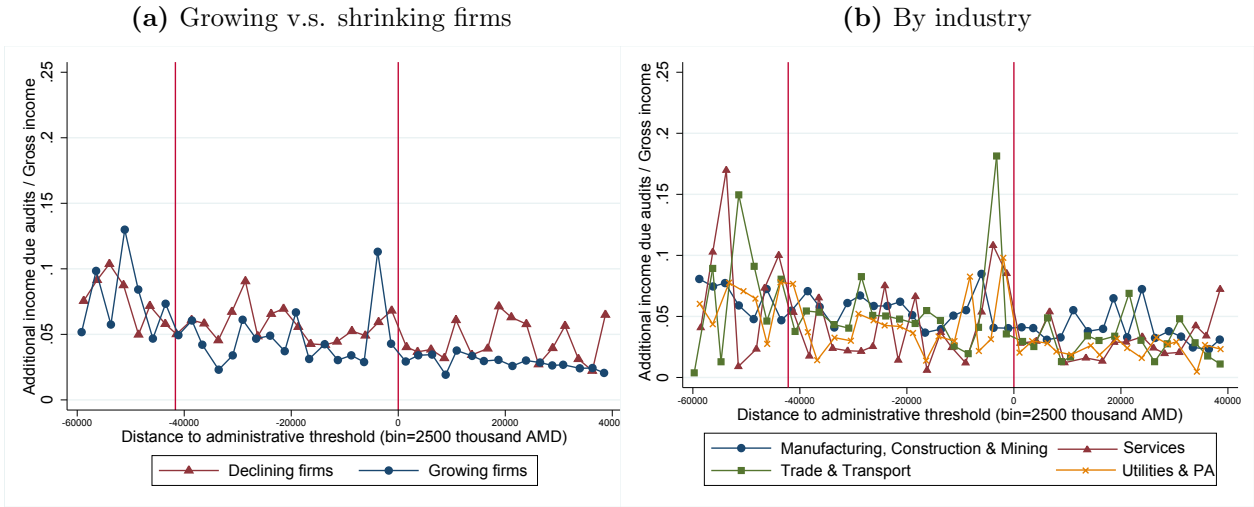 (a) Growing v.s. shrinking firms
Additional income due audits / Gross income
0 .05 .1 .15 .2 .25
-60000 -40000 -20000 0 20000 40000
Distance to administrative threshold (bin=2500 thousand AMD)
Declining firms Growing firms
(b) By industry
Additional income due audits / Gross income
0 .05 .1 .15 .2 .25
-60000 -40000 -20000 0 20000 40000
Distance to administrative threshold (bin=2500 thousand AMD)
Manufacturing, Construction & Mining Services
Trade & Transport Utilities & PA